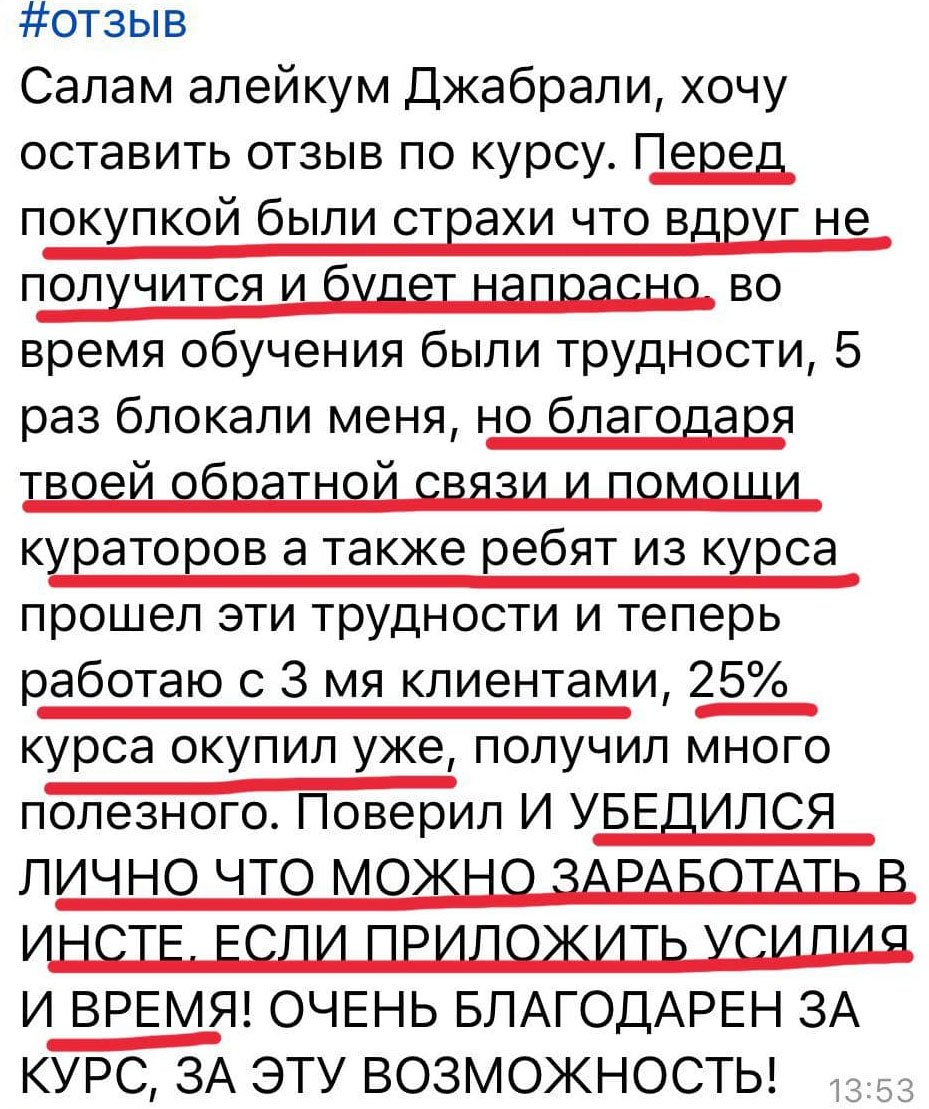 #отзыв
Салам алейкум Джабрали, хочу
оставить отзыв по курсу. Перед
покупкой были страхи что вдруг не
получится и будет напрасно, во
время обучения были трудности, 5
раз блокали меня, но благодаря
твоей обратной связи и помощи
кураторов а также ребят из курса
прошел эти трудности и теперь
работаю с 3 мя клиентами, 25%
курса окупил уже, получил много
полезного. Поверил И УБЕДИЛСЯ
ЛИЧНО ЧТО МОЖНО ЗАРАБОТАТЬ В
ИНСТЕ, ЕСЛИ ПРИЛОЖИТЬ УСИЛИЯ
И ВРЕМЯ! ОЧЕНЬ БЛАГОДАРЕН ЗА
КУРС, ЗА ЭТУ ВОЗМОЖНОСТЬ!
13:53